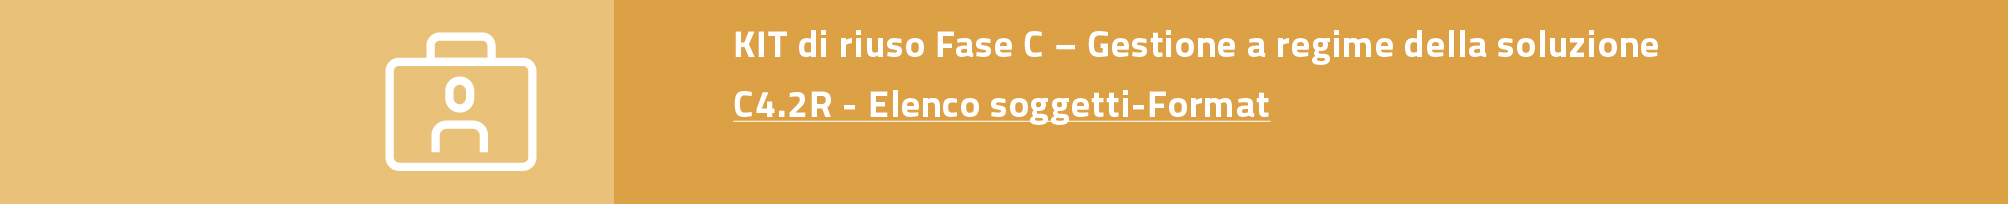 KIT di riuso Fase C – Gestione a regime della soluzione
C4.2R - Elenco soggetti-Format